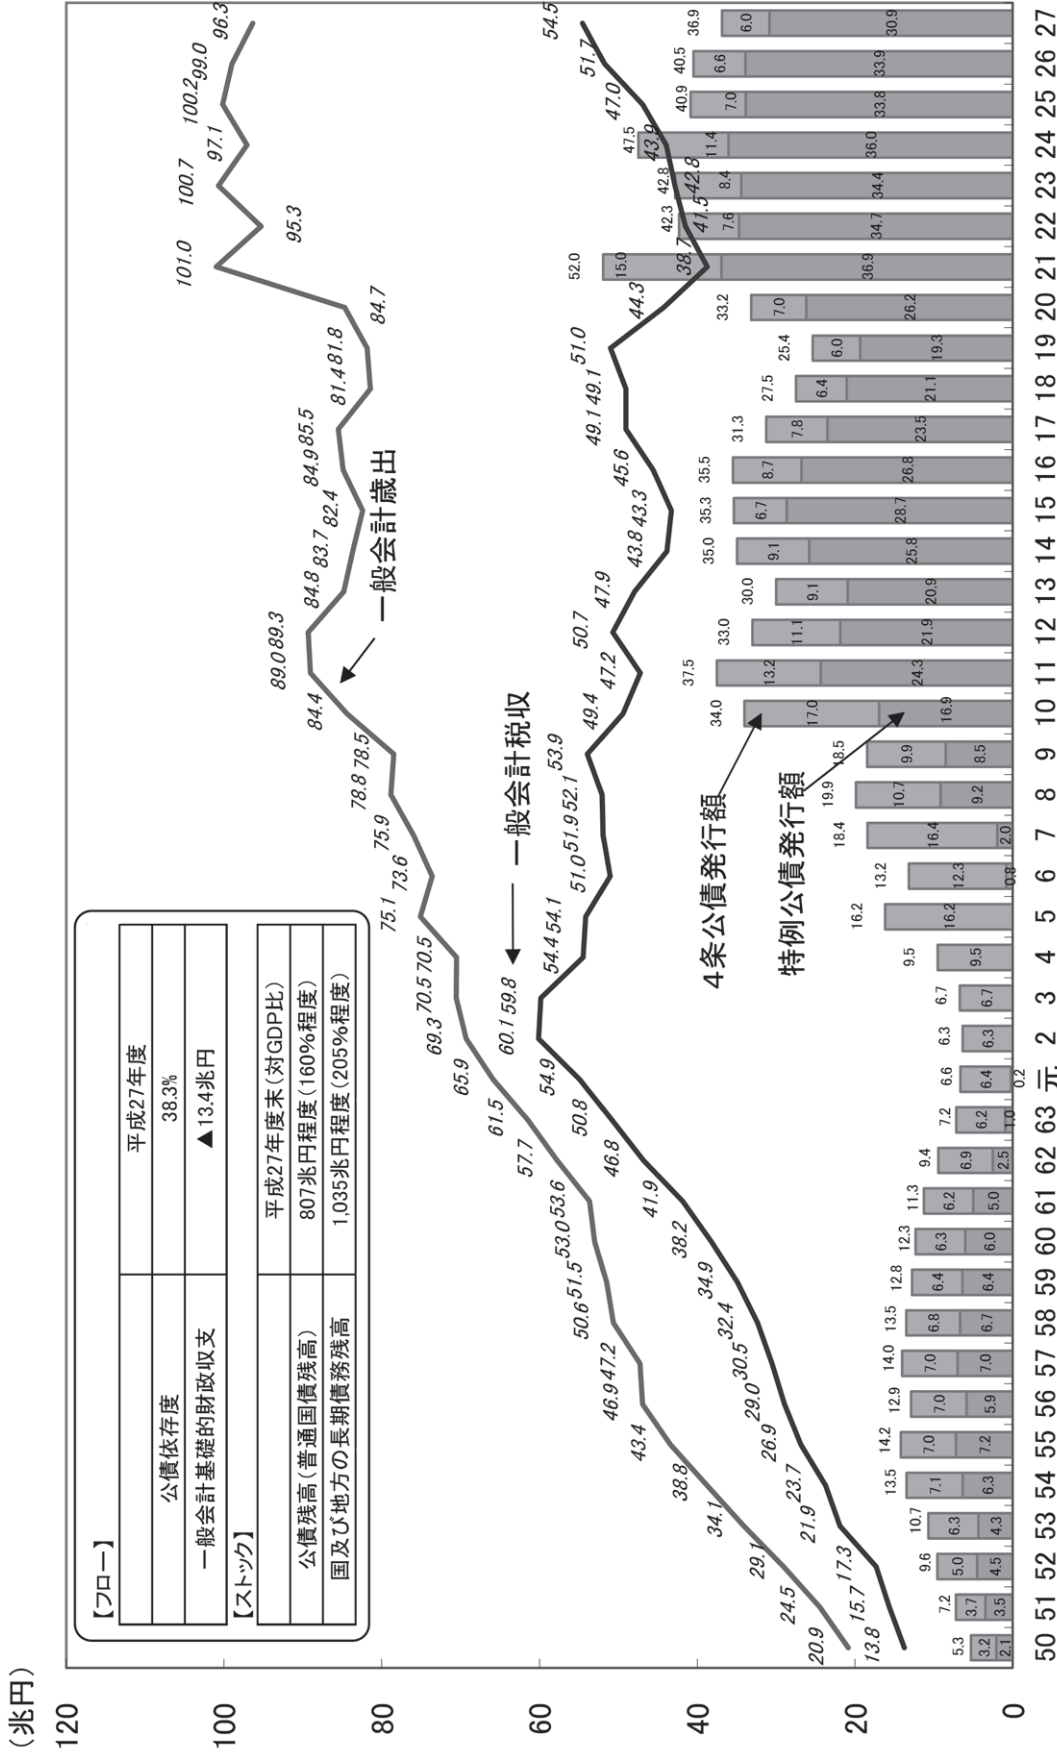 (兆円)
120
100
80
60
40
20
0
【フロー】
平成27年度
公債依存度 38.3%
一般会計基礎的財政収支 ▲13.4兆円
【ストック】
平成27年度末(対GDP比)
公債残高(普通国債残高) 807兆円程度(160%程度)
国及び地方の長期債務残高 1,035兆円程度(205%程度)
一般会計歳出
20.9 24.5 29.1 34.1 38.8 43.4 46.9 47.2 50.6 51.5 53.0 53.6 57.7 61.5 65.9 69.3 70.5 70.5 75.1 73.6 75.9 78.8 78.5 84.4 89.0 89.3 84.8 83.7 82.4 84.9 85.5 81.4 81.8 84.7 101.0 95.3 100.7 97.1 100.2 99.0 96.3
一般会計税収
13.8 15.7 17.3 21.9 23.7 26.9 29.0 30.5 32.4 34.9 38.2 41.9 46.8 50.8 54.9 60.1 59.8 54.4 54.1 51.0 51.9 52.1 53.9 49.4 47.2 50.7 47.9 43.8 43.3 45.6 49.1 49.1 51.0 44.3 38.7 41.5 42.8 43.9 47.0 51.7 54.5
5.3 7.2 9.6 10.7 13.5 14.2 12.9 14.0 13.5 12.8 12.3 11.3 9.4 7.2 6.6 6.3 6.7 9.5 16.2 13.2 18.4 19.9 18.5 34.0 37.5 33.0 30.0 35.0 35.3 35.5 31.3 27.5 25.4 33.2 52.0 42.3 42.8 47.5 40.9 40.5 36.9
4条公債発行額
3.2 3.7 5.0 6.3 7.1 7.0 7.0 7.0 6.8 6.4 6.3 6.2 6.9 6.2 6.4 6.3 6.7 9.5 16.2 12.3 16.4 10.7 9.9 17.0 13.2 11.1 9.1 9.1 6.7 8.7 7.8 6.4 6.0 7.0 15.0 7.6 8.4 11.4 7.0 6.6 6.0
特例公債発行額
2.1 3.5 4.5 4.3 6.3 7.2 5.9 7.0 6.7 6.4 6.0 5.0 2.5 1.0 0.2 0.8 2.0 9.2 8.5 16.9 24.3 21.9 20.9 25.8 28.7 26.8 23.5 21.1 19.3 26.2 36.9 34.7 34.4 36.0 33.8 33.9 30.9
50 51 52 53 54 55 56 57 58 59 60 61 62 63 元 2 3 4 5 6 7 8 9 10 11 12 13 14 15 16 17 18 19 20 21 22 23 24 25 26 27